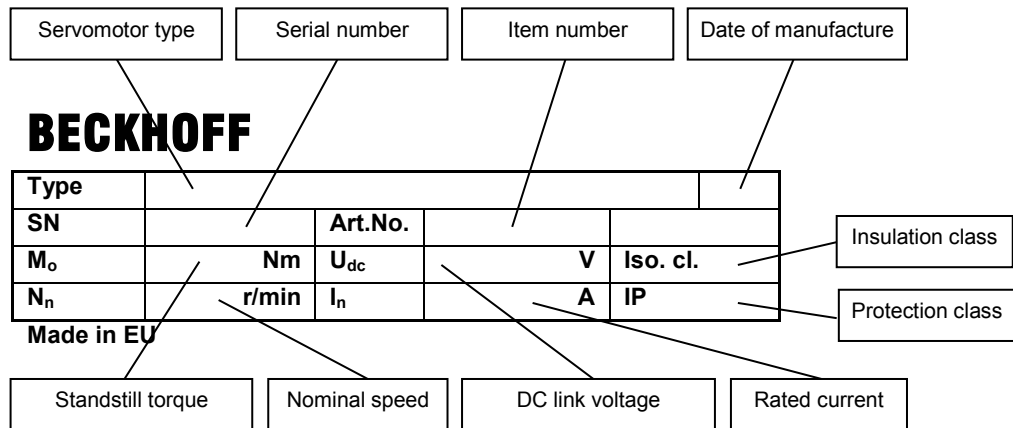 Servomotor type Serial number Item number Date of manufacture
BECKHOFF
Type
SN Art.No.
Mo Nm Udc V Iso. cl.
Insulation class
Nn r/min In A IP
Protection class
Made in EU
Standstill torque Nominal speed DC link voltage Rated current